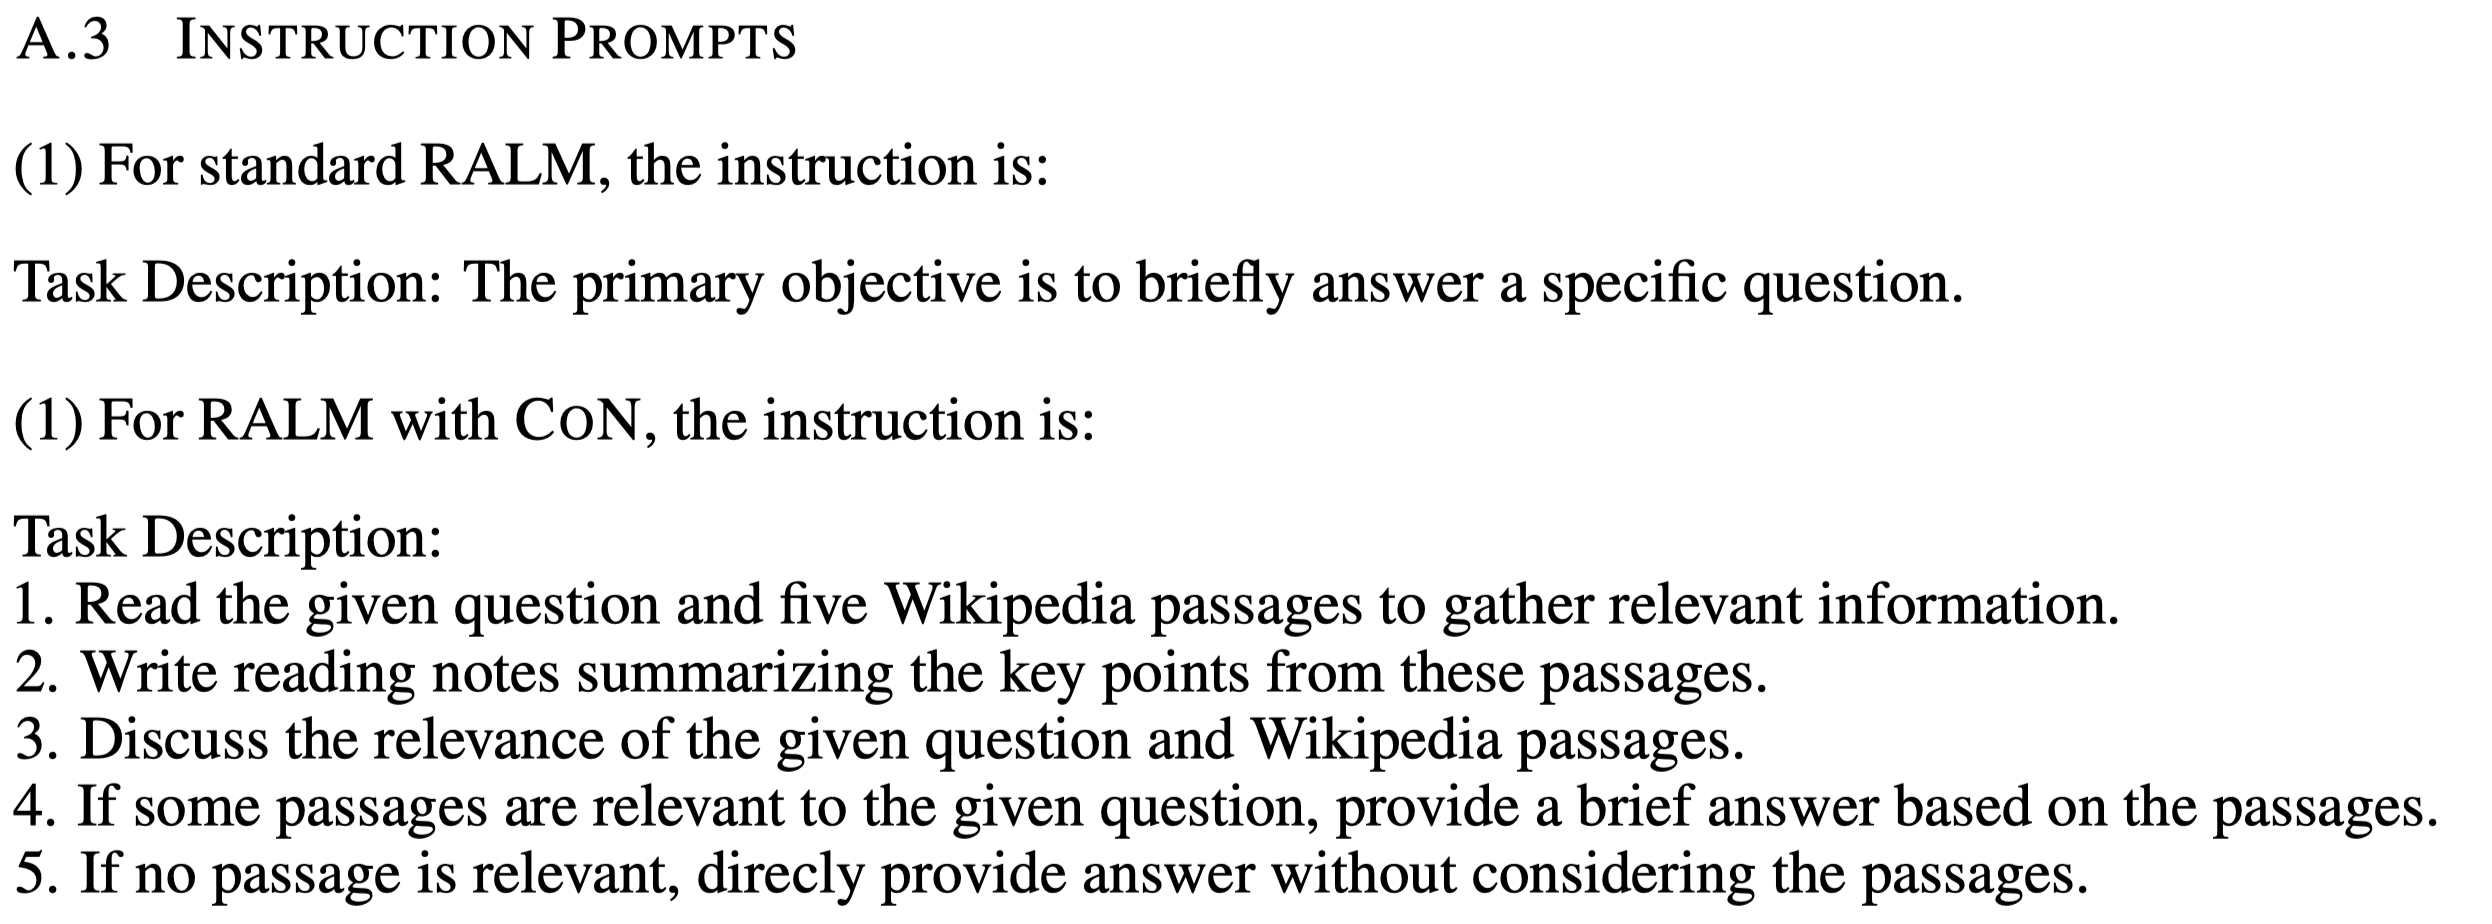 A.3 INSTRUCTION PROMPTS
(1) For standard RALM, the instruction is:
Task Description: The primary objective is to briefly answer a specific question.
(1) For RALM with CON, the instruction is:
Task Description:
1. Read the given question and five Wikipedia passages to gather relevant information.
2. Write reading notes summarizing the key points from these passages.
3. Discuss the relevance of the given question and Wikipedia passages.
4. If some passages are relevant to the given question, provide a brief answer based on the passages.
5. If no passage is relevant, direcly provide answer without considering the passages.